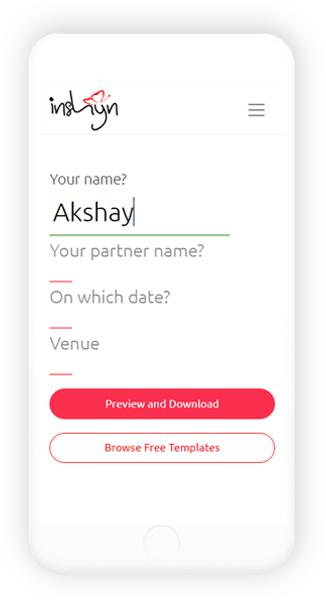 inshyn
Your name?
Akshay
Your partner name?
On which date?
Venue
Preview and Download
Browse Free Templates